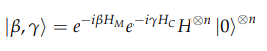 |β, γ⟩ = e^{-iβH_M} e^{-iγH_C} H^{⊗n} |0⟩^{⊗n}